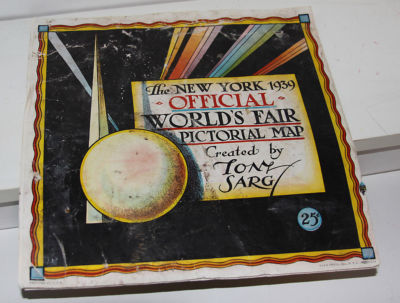 The NEW YORK 1939
OFFICIAL
WORLD'S FAIR
PICTORIAL MAP
Created by
TONY
SARG
25¢